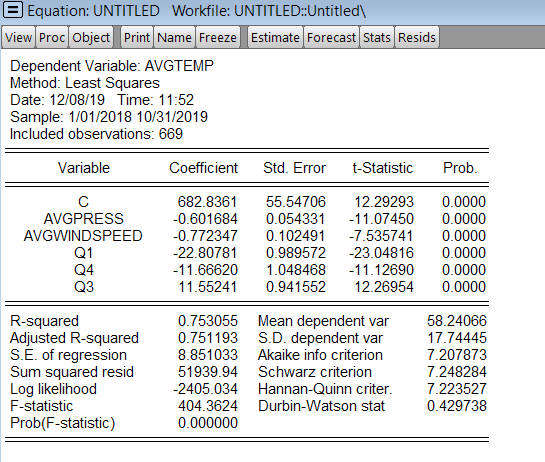 Equation: UNTITLED Workfile: UNTITLED::Untitled\
View Proc Object Print Name Freeze Estimate Forecast Stats Resids
Dependent Variable: AVGTEMP
Method: Least Squares
Date: 12/08/19 Time: 11:52
Sample: 1/01/2018 10/31/2019
Included observations: 669
Variable Coefficient Std. Error t-Statistic Prob.
C 682.8361 55.54706 12.29293 0.0000
AVGPRESS -0.601684 0.054331 -11.07450 0.0000
AVGWINDSPEED -0.772347 0.102491 -7.535741 0.0000
Q1 -22.80781 0.989572 -23.04816 0.0000
Q4 -11.66620 1.048468 -11.12690 0.0000
Q3 11.55241 0.941552 12.26954 0.0000
R-squared 0.753055 Mean dependent var 58.24066
Adjusted R-squared 0.751193 S.D. dependent var 17.74445
S.E. of regression 8.851033 Akaike info criterion 7.207873
Sum squared resid 51939.94 Schwarz criterion 7.248284
Log likelihood -2405.034 Hannan-Quinn criter. 7.223527
F-statistic 404.3624 Durbin-Watson stat 0.429738
Prob(F-statistic) 0.000000